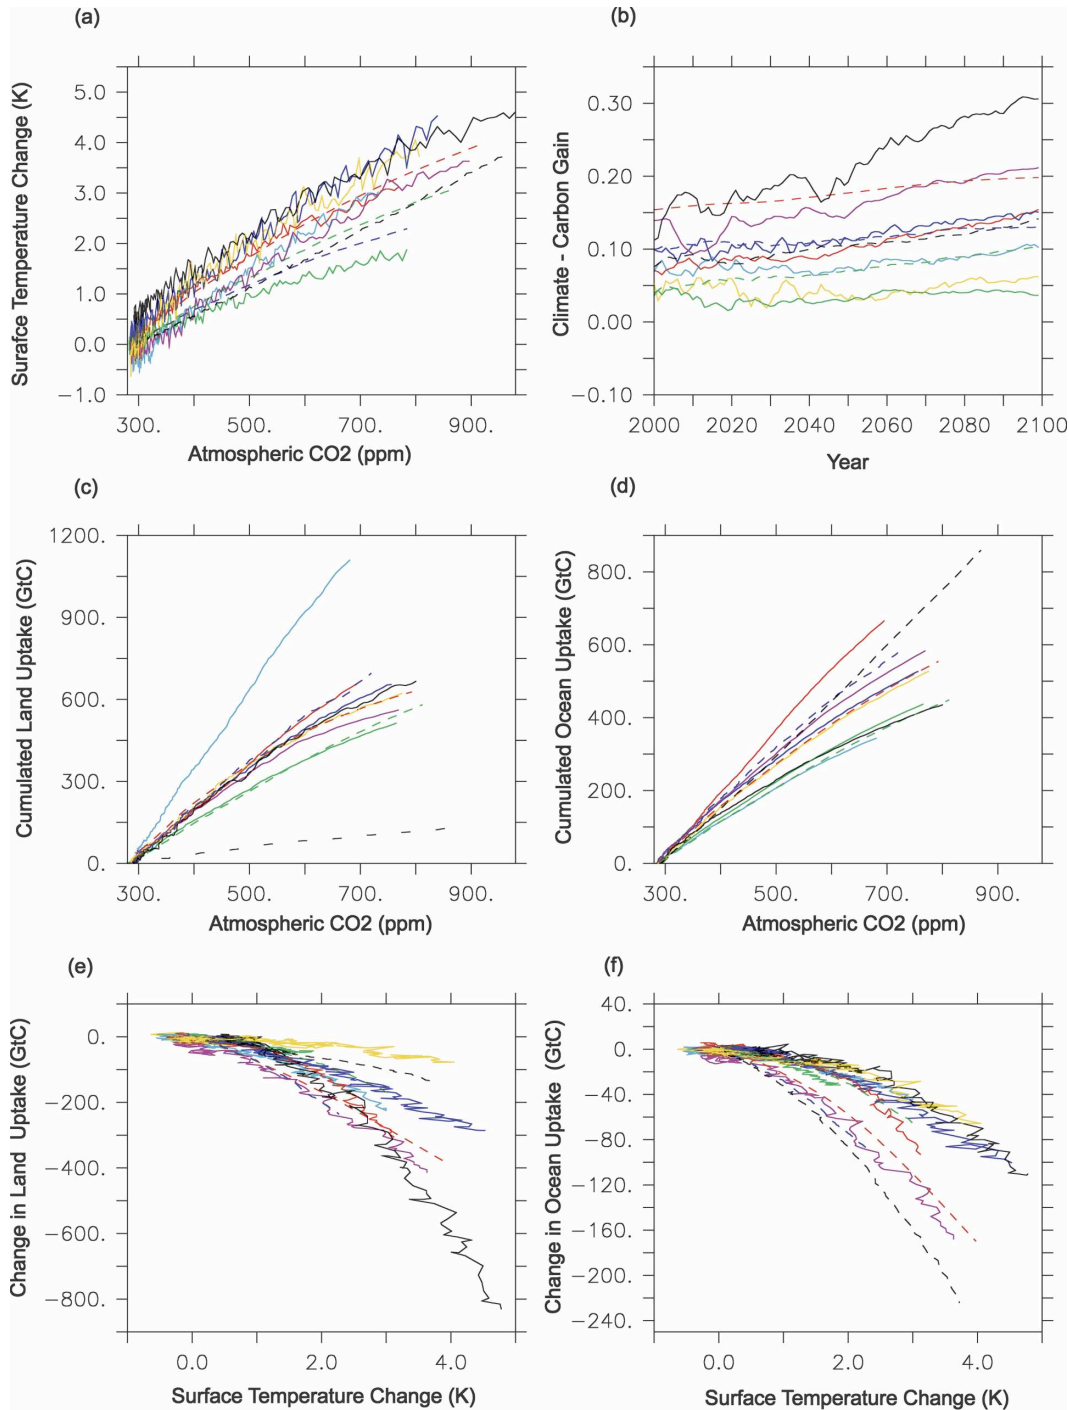 (a)
(b)
Surafce Temperature Change (K)
5.0
4.0
3.0
2.0
1.0
0.0
−1.0
300. 500. 700. 900.
Atmospheric CO2 (ppm)
Climate - Carbon Gain
0.30
0.20
0.10
0.00
−0.10
2000 2020 2040 2060 2080 2100
Year
(c)
(d)
Cumulated Land Uptake (GtC)
1200.
900.
600.
300.
0.
300. 500. 700. 900.
Atmospheric CO2 (ppm)
Cumulated Ocean Uptake (GtC)
800.
600.
400.
200.
0.
300. 500. 700. 900.
Atmospheric CO2 (ppm)
(e)
(f)
Change in Land Uptake (GtC)
0.
−200.
−400.
−600.
−800.
0.0 2.0 4.0
Surface Temperature Change (K)
Change in Ocean Uptake (GtC)
40.
0.
−40.
−80.
−120.
−160.
−200.
−240.
0.0 2.0 4.0
Surface Temperature Change (K)